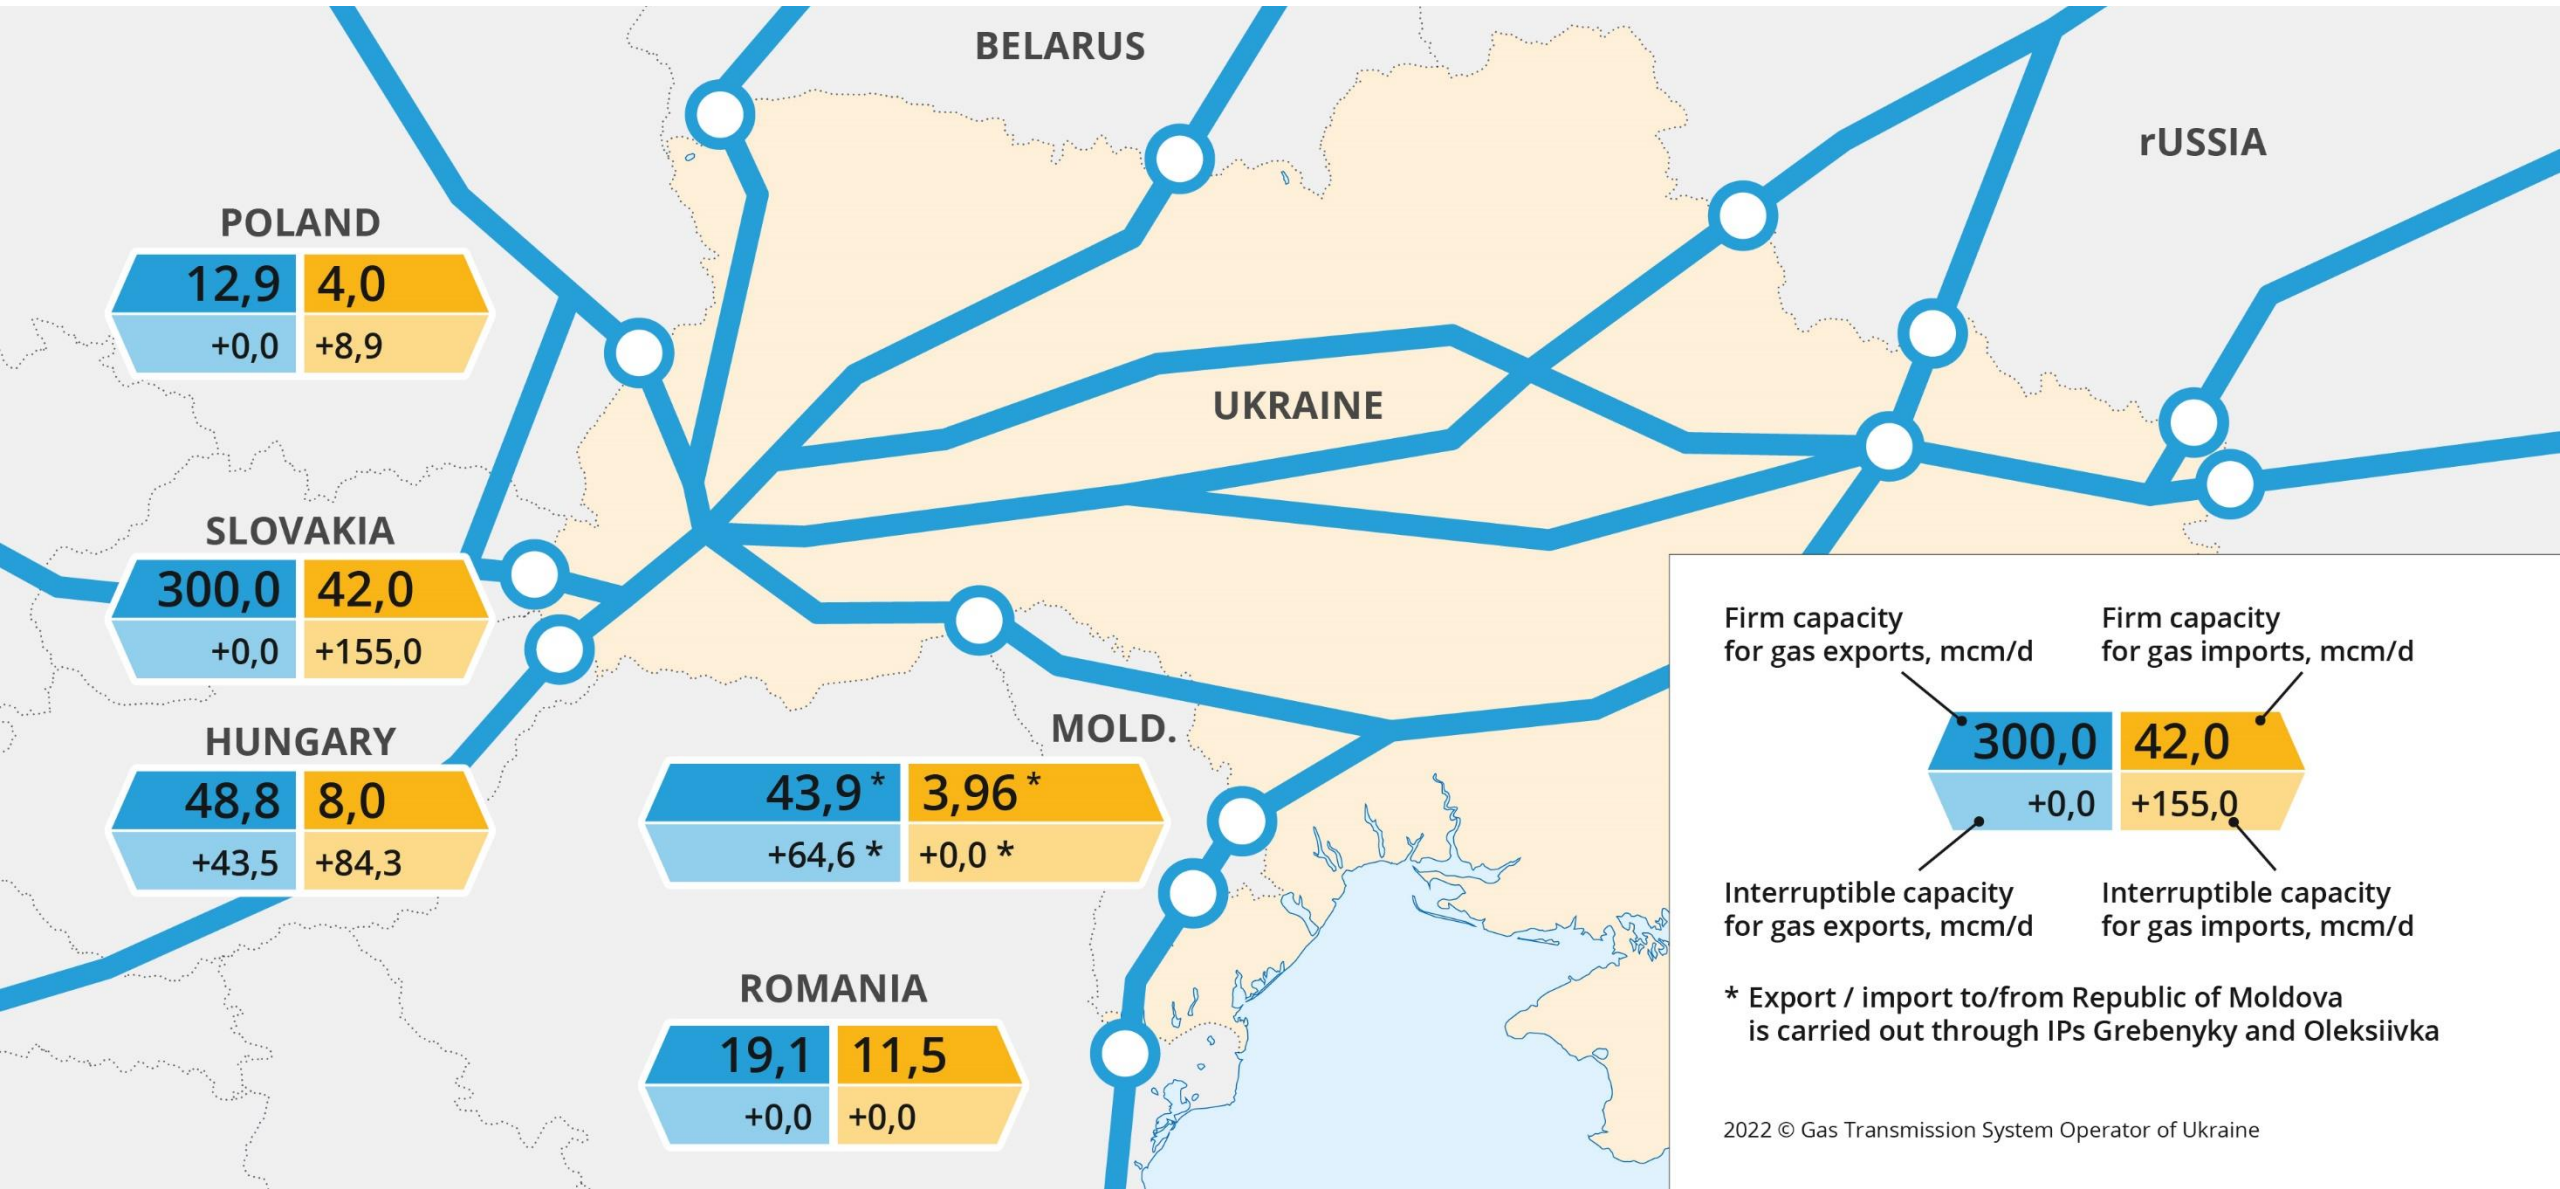 BELARUS
rUSSIA
POLAND
12,9 4,0
+0,0 +8,9
UKRAINE
SLOVAKIA
300,0 42,0
+0,0 +155,0
HUNGARY
48,8 8,0
+43,5 +84,3
MOLD.
43,9 * 3,96 *
+64,6 * +0,0 *
ROMANIA
19,1 11,5
+0,0 +0,0
Firm capacity
for gas exports, mcm/d
Firm capacity
for gas imports, mcm/d
300,0 42,0
+0,0 +155,0
Interruptible capacity
for gas exports, mcm/d
Interruptible capacity
for gas imports, mcm/d
* Export / import to/from Republic of Moldova
is carried out through IPs Grebenyky and Oleksiivka
2022 © Gas Transmission System Operator of Ukraine